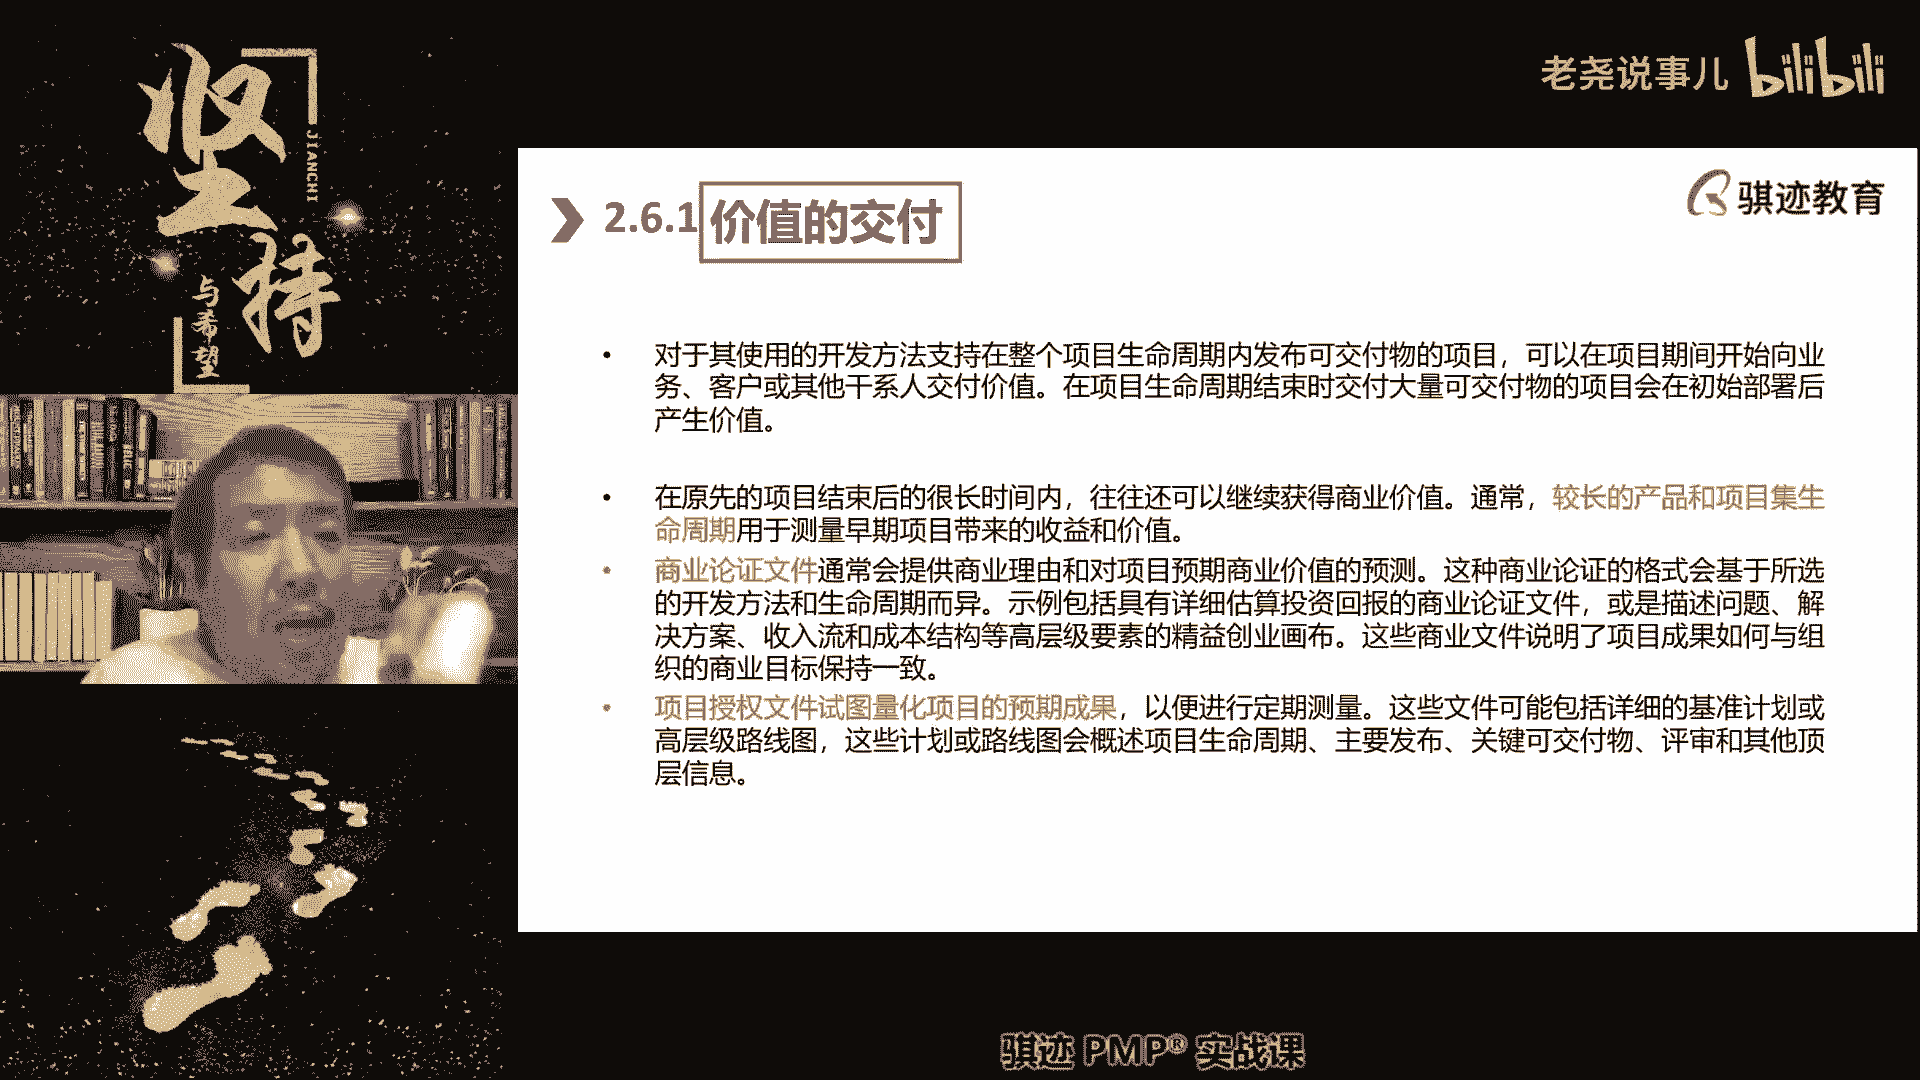 坚
持
JIANCHI
与希望
老尧说事儿 bilibili
骐迹教育
2.6.1 价值的交付
• 对于其使用的开发方法支持在整个项目生命周期内发布可交付物的项目，可以在项目期间开始向业
务、客户或其他干系人交付价值。在项目生命周期结束时交付大量可交付物的项目会在初始部署后
产生价值。
• 在原先的项目结束后的很长时间内，往往还可以继续获得商业价值。通常，较长的产品和项目集生
命周期用于测量早期项目带来的收益和价值。
• 商业论证文件通常会提供商业理由和对项目预期商业价值的预测。这种商业论证的格式会基于所选
的开发方法和生命周期而异。示例包括具有详细估算投资回报的商业论证文件，或是描述问题、解
决方案、收入流和成本结构等高层级要素的精益创业画布。这些商业文件说明了项目成果如何与组
织的商业目标保持一致。
• 项目授权文件试图量化项目的预期成果，以便进行定期测量。这些文件可能包括详细的基准计划或
高层级路线图，这些计划或路线图会概述项目生命周期、主要发布、关键可交付物、评审和其他顶
层信息。
骐迹 PMP® 实战课